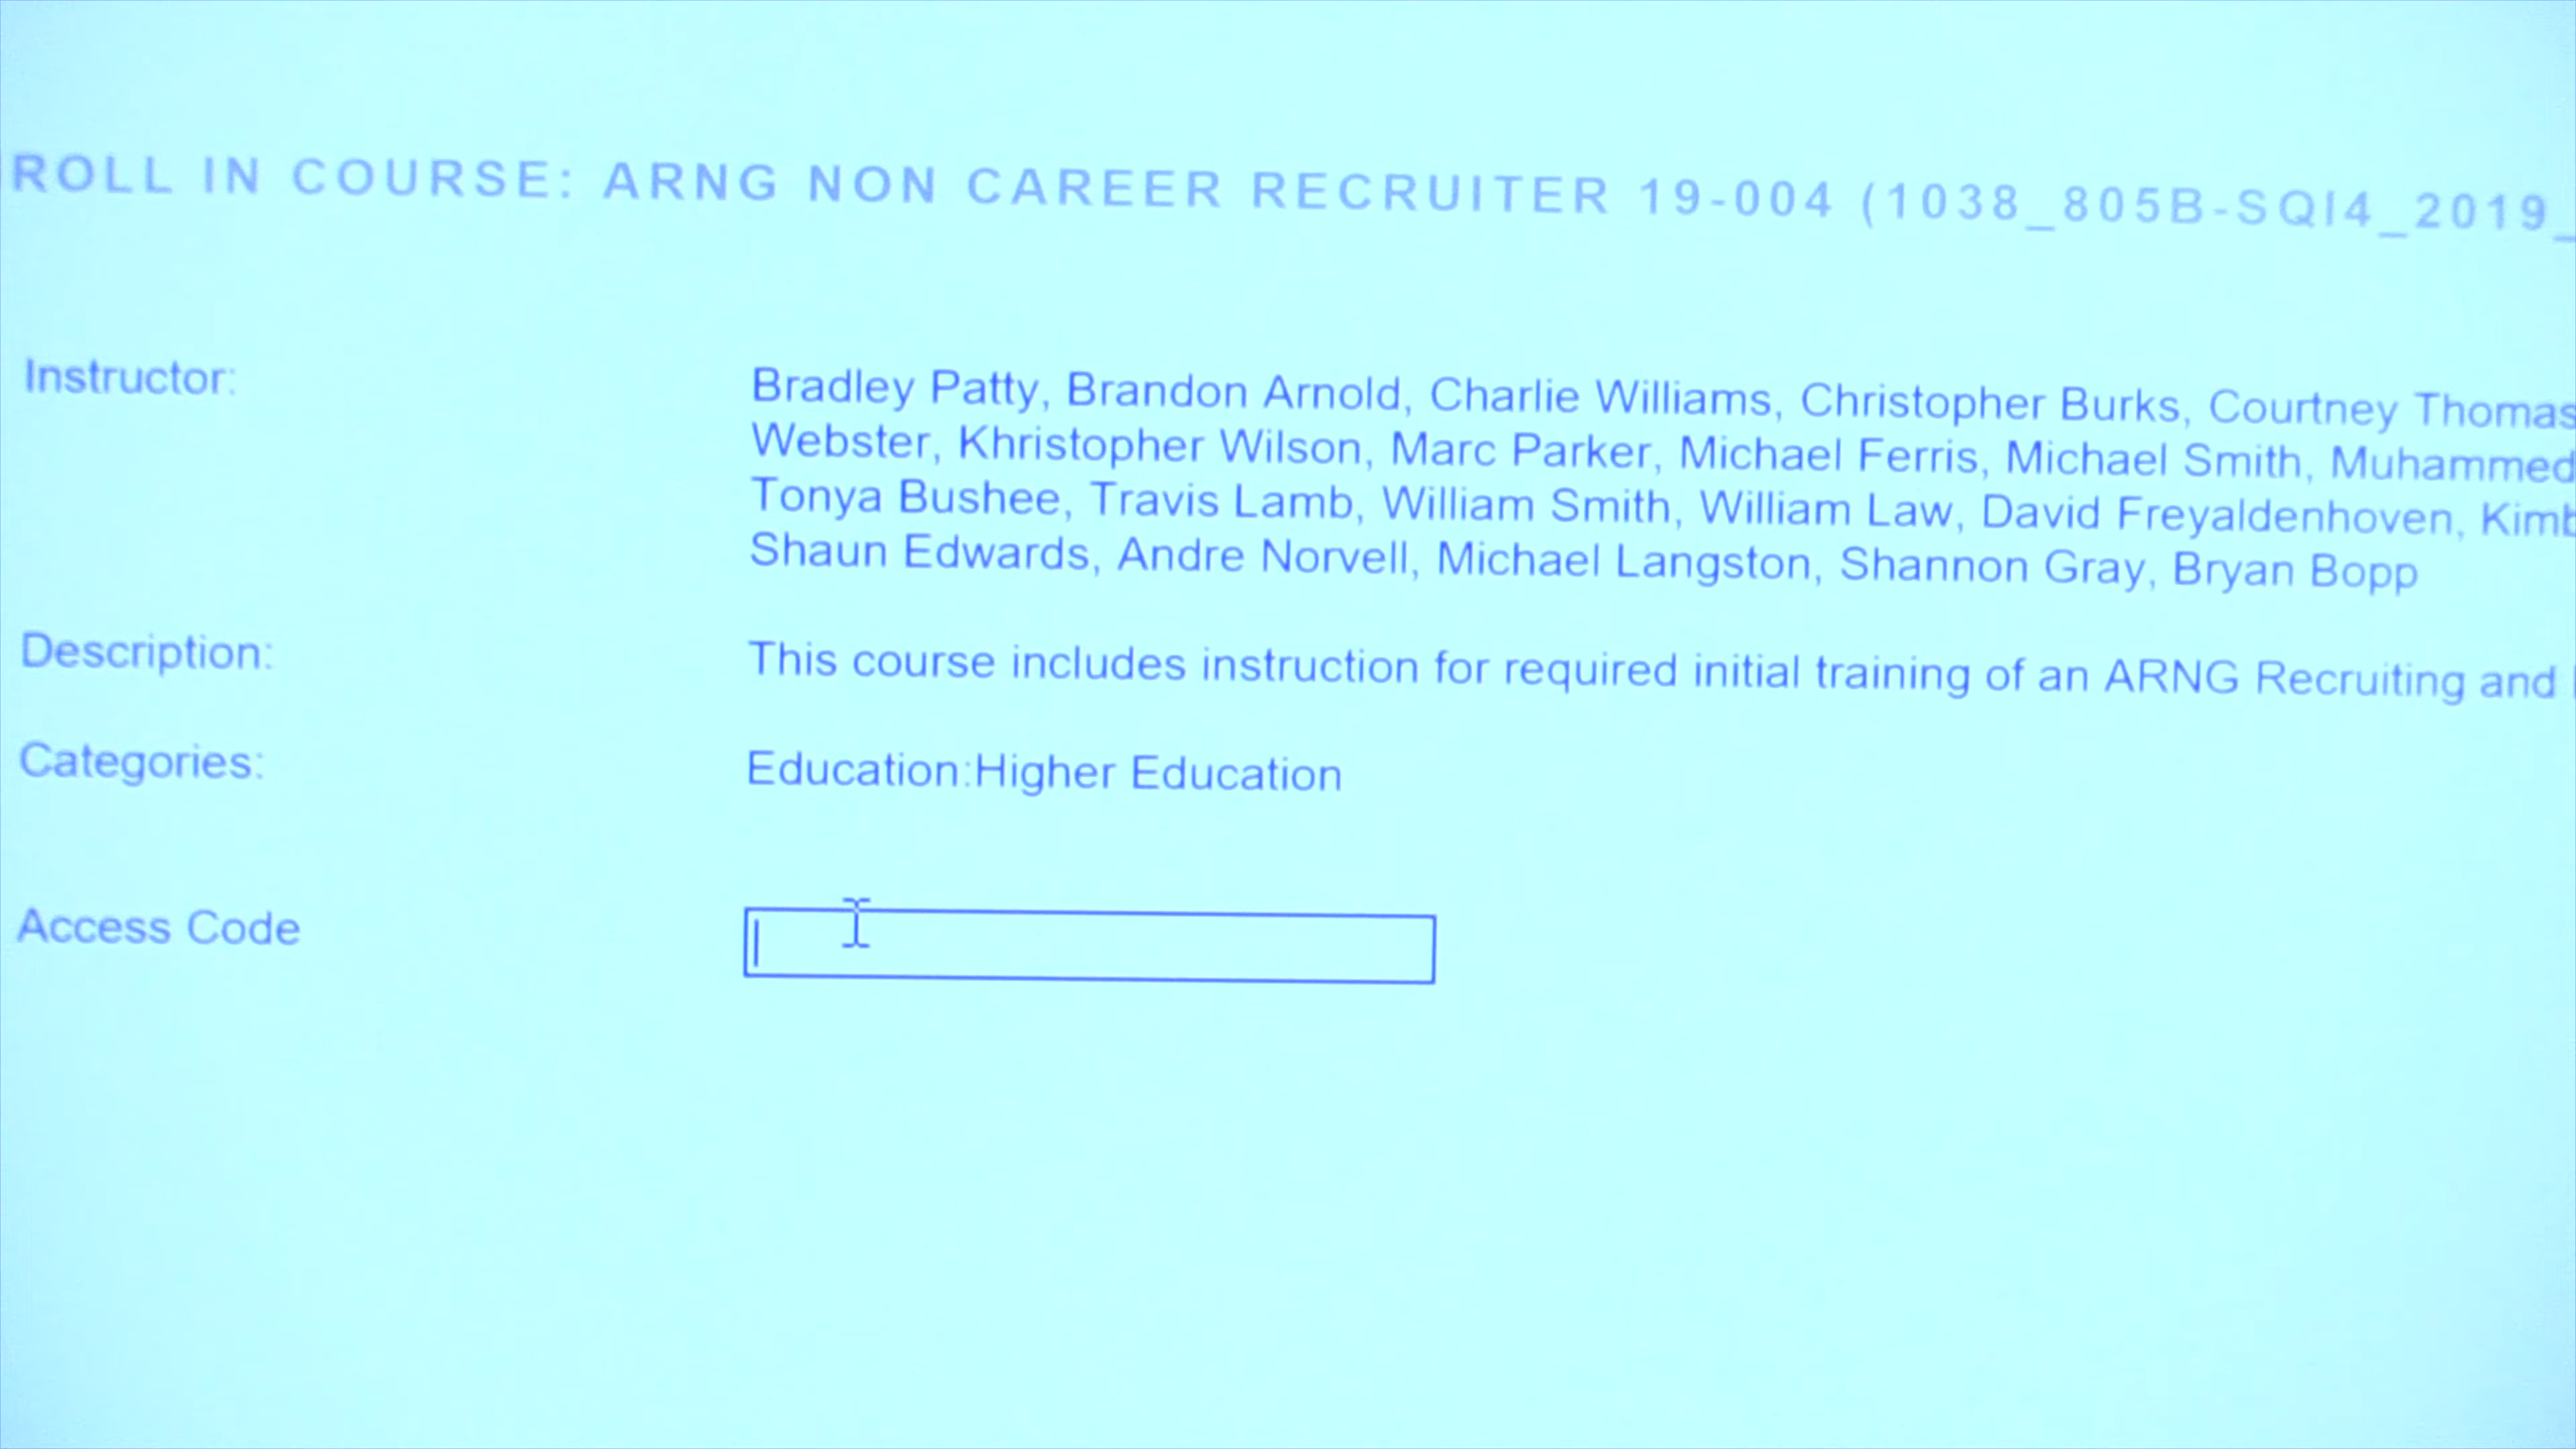 ROLL IN COURSE: ARNG NON CAREER RECRUITER 19-004 (1038_805B-SQI4_2019_
Instructor:
Bradley Patty, Brandon Arnold, Charlie Williams, Christopher Burks, Courtney Thomas
Webster, Khristopher Wilson, Marc Parker, Michael Ferris, Michael Smith, Muhammed
Tonya Bushee, Travis Lamb, William Smith, William Law, David Freyaldenhoven, Kimb
Shaun Edwards, Andre Norvell, Michael Langston, Shannon Gray, Bryan Bopp
Description:
This course includes instruction for required initial training of an ARNG Recruiting and
Categories:
Education:Higher Education
Access Code